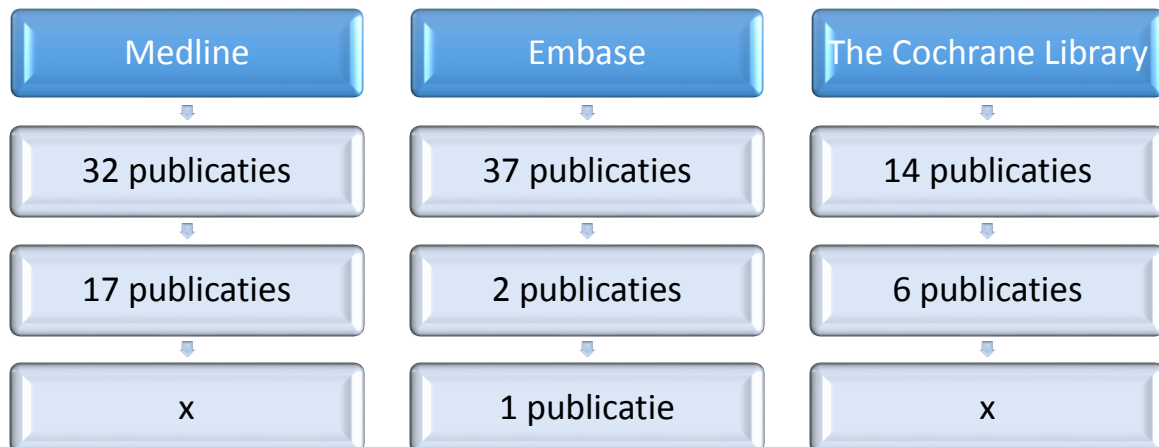 Medline
Embase
The Cochrane Library
32 publicaties
37 publicaties
14 publicaties
17 publicaties
2 publicaties
6 publicaties
x
1 publicatie
x